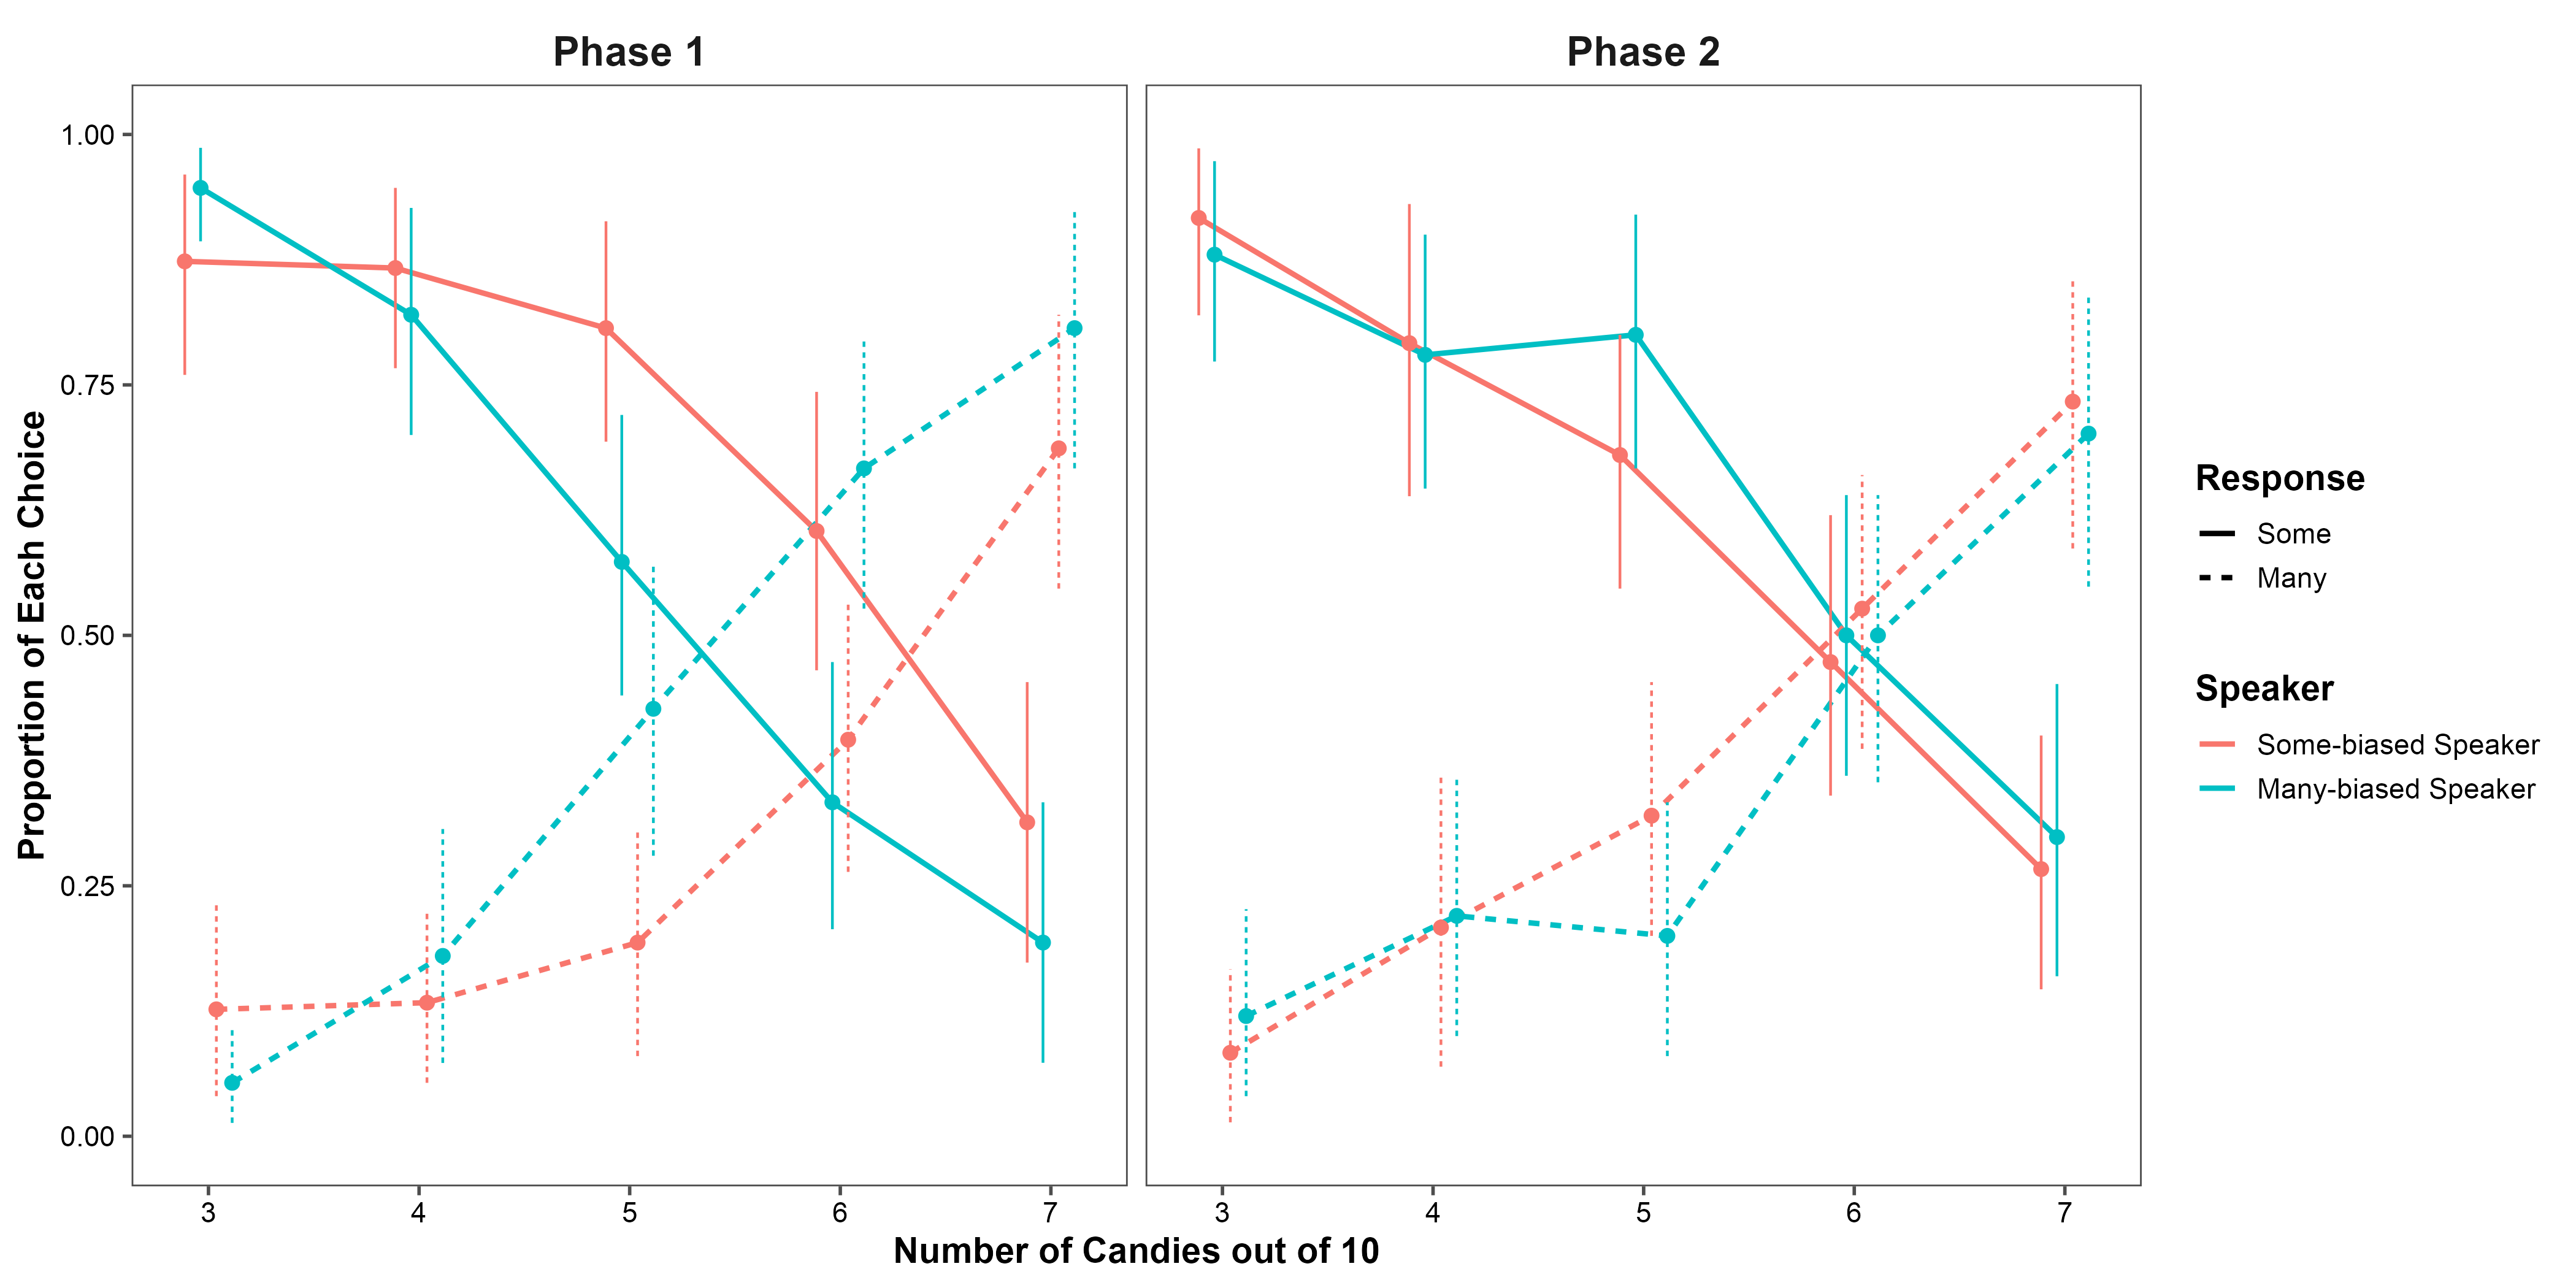 Phase 1
Phase 2
1.00
0.75
0.50
0.25
0.00
Proportion of Each Choice
3 4 5 6 7
3 4 5 6 7
Number of Candies out of 10
Response
Some
Many
Speaker
Some-biased Speaker
Many-biased Speaker